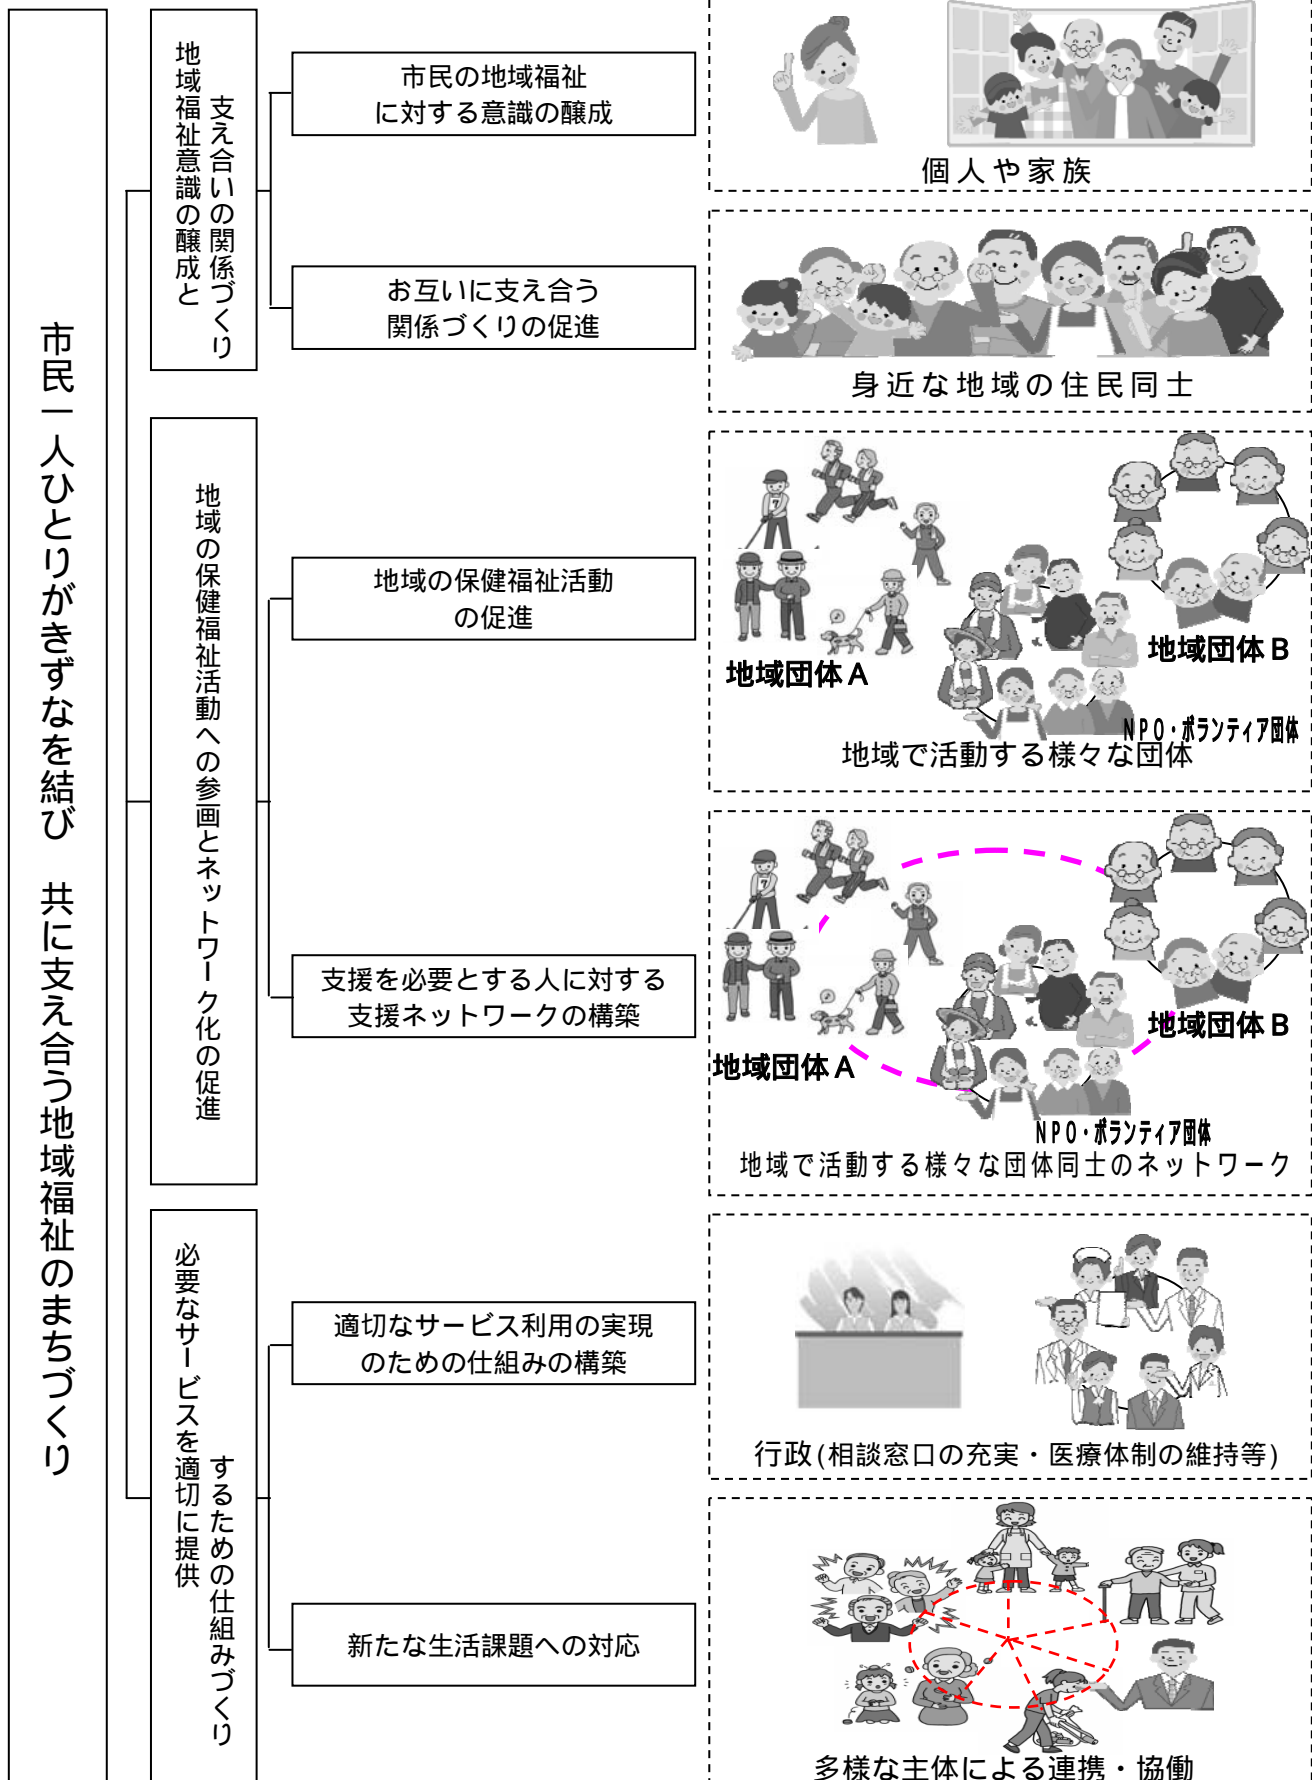 市民一人ひとりがきずなを結び　共に支え合う地域福祉のまちづくり
地域福祉意識の醸成と
支え合いの関係づくり
市民の地域福祉
に対する意識の醸成
個人や家族
お互いに支え合う
関係づくりの促進
身近な地域の住民同士
地域の保健福祉活動への参画とネットワーク化の促進
地域の保健福祉活動
の促進
地域団体A
地域団体B
NPO・ボランティア団体
地域で活動する様々な団体
支援を必要とする人に対する
支援ネットワークの構築
地域団体A
地域団体B
NPO・ボランティア団体
地域で活動する様々な団体同士のネットワーク
必要なサービスを適切に提供
するための仕組みづくり
適切なサービス利用の実現
のための仕組みの構築
行政(相談窓口の充実・医療体制の維持等)
新たな生活課題への対応
多様な主体による連携・協働